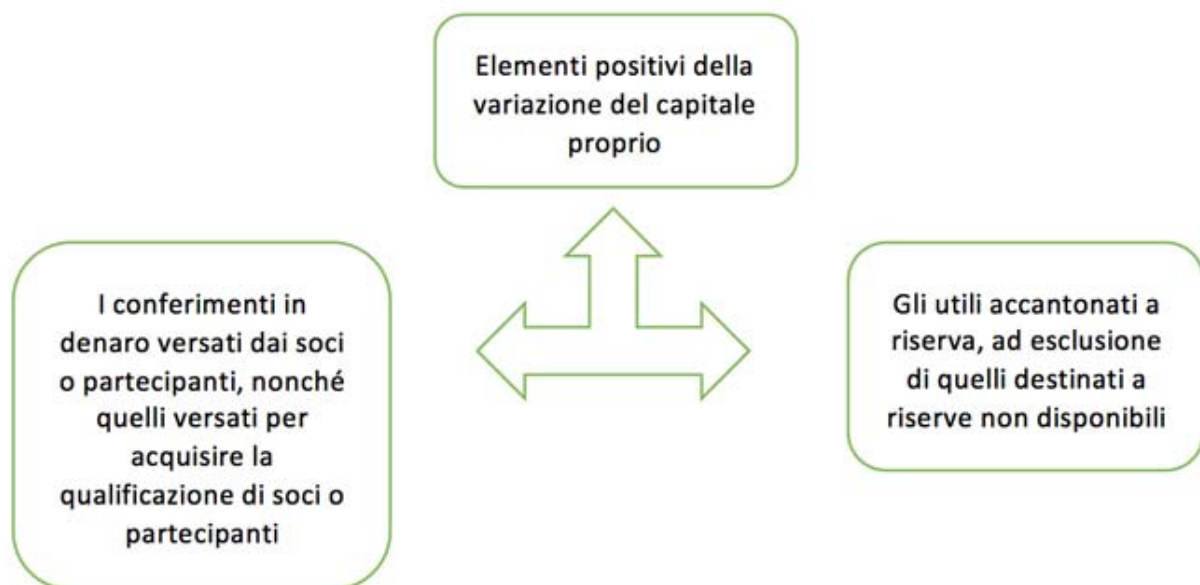 Elementi positivi della
variazione del capitale
proprio
I conferimenti in
denaro versati dai soci
o partecipanti, nonché
quelli versati per
acquisire la
qualificazione di soci o
partecipanti
Gli utili accantonati a
riserva, ad esclusione
di quelli destinati a
riserve non disponibili